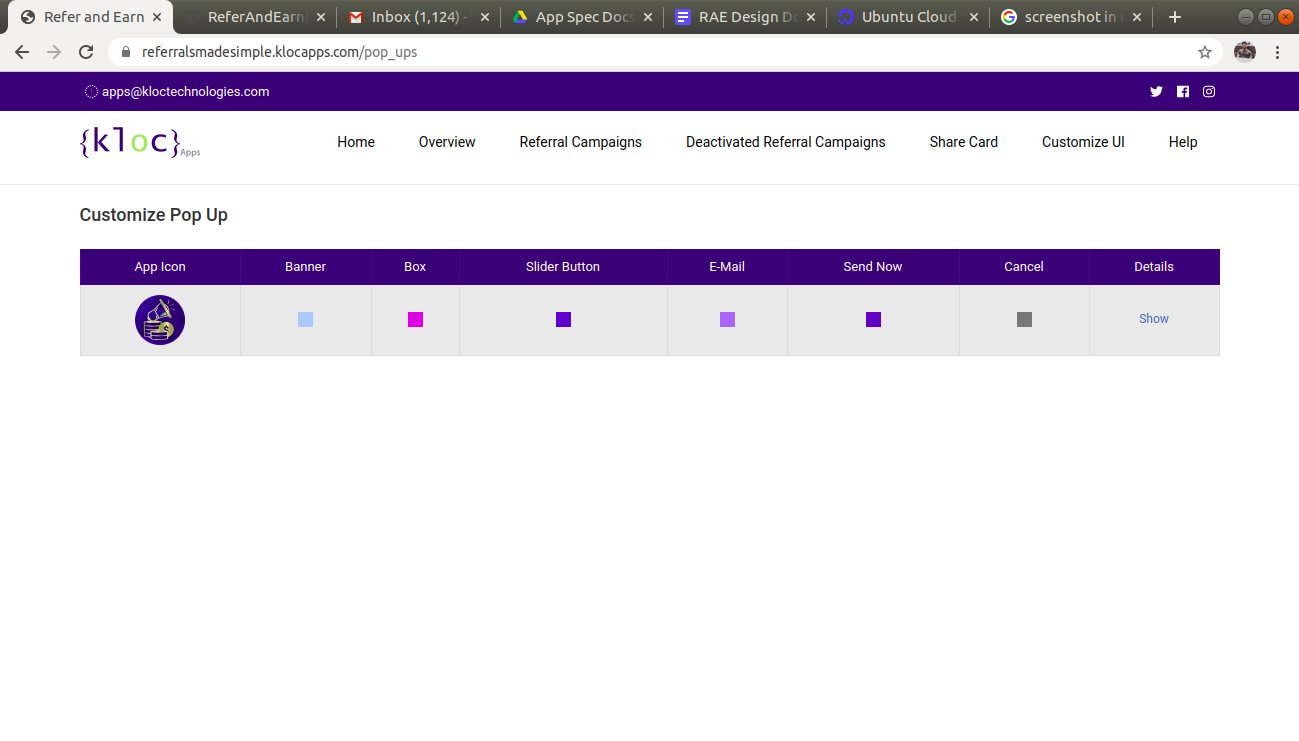 Refer and Earn ReferAndEarn Inbox (1,124) - App Spec Docs RAE Design Do Ubuntu Cloud screenshot in
referralsmadesimple.klocapps.com/pop_ups
apps@kloctechnologies.com
{kloc}Apps Home Overview Referral Campaigns Deactivated Referral Campaigns Share Card Customize UI Help
Customize Pop Up
App Icon Banner Box Slider Button E-Mail Send Now Cancel Details
Show